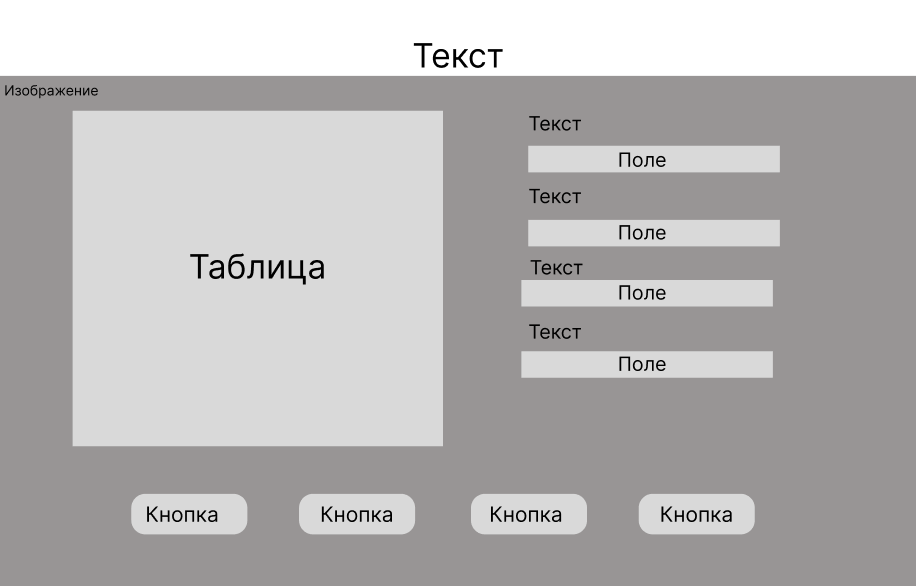 Текст
Изображение
Таблица
Текст
Поле
Текст
Поле
Текст
Поле
Текст
Поле
Кнопка
Кнопка
Кнопка
Кнопка